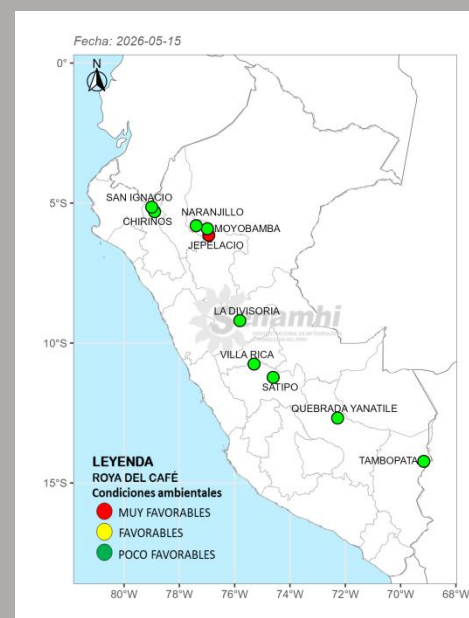 Fecha: 2026-05-15
N
0°
SAN IGNACIO
CHIRINOS
NARANJILLO
MOYOBAMBA
JEPELACIO
5°S
LA DIVISORIA
Senamhi
VILLA RICA
SATIPO
10°S
QUEBRADA YANATILE
TAMBOPATA
15°S
LEYENDA
ROYA DEL CAFÉ
Condiciones ambientales
MUY FAVORABLES
FAVORABLES
POCO FAVORABLES
80°W 78°W 76°W 74°W 72°W 70°W 68°W